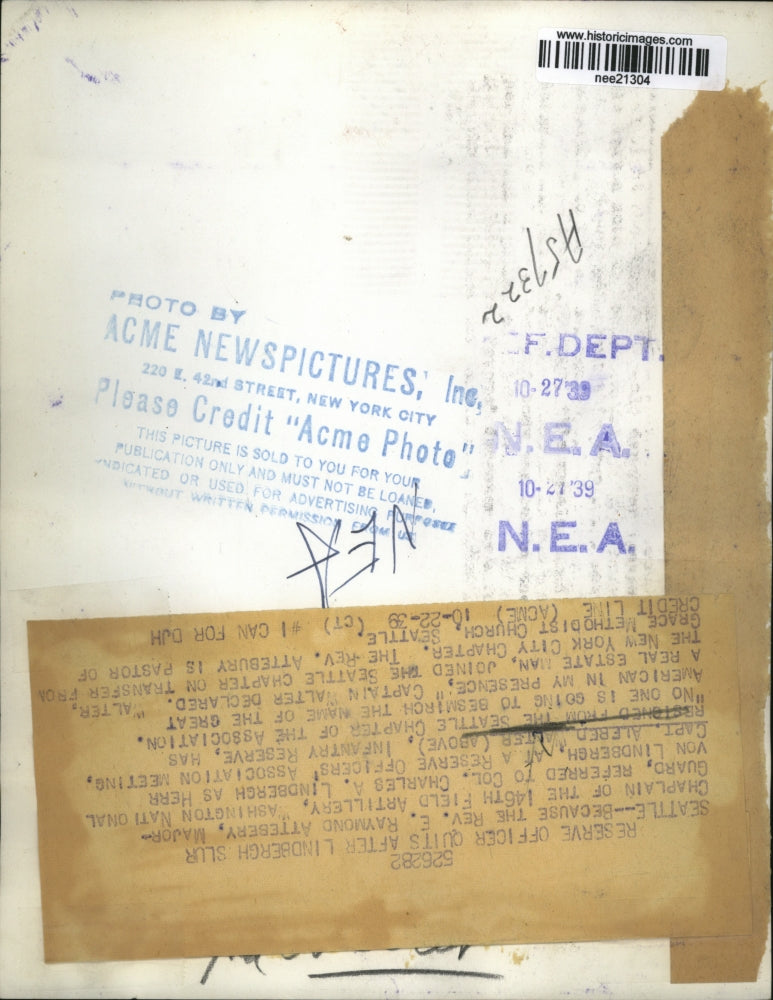 www.historicimages.com
nee21304
PHOTO BY
ACME NEWSPICTURES, Inc,
220 E. 42nd STREET, NEW YORK CITY
Please Credit "Acme Photo"
THIS PICTURE IS SOLD TO YOU FOR YOUR
PUBLICATION ONLY AND MUST NOT BE LOANED,
SYNDICATED OR USED FOR ADVERTISING PURPOSES
WITHOUT WRITTEN PERMISSION FROM US
EF.DEPT.
10-27'39
N.E.A.
10-27'39
N.E.A.
NEA
526282
RESERVE OFFICER QUITS AFTER LINDBERGH SLUR
SEATTLE--BECAUSE THE REV. E. RAYMOND ATTEBERY, MAJOR-
CHAPLAIN OF THE 146TH FIELD ARTILLERY, WASHINGTON NATIONAL
GUARD, REFERRED TO COL. CHARLES A. LINDBERGH AS HERR
VON LINDBERGH, AT A RESERVE OFFICERS' ASSOCIATION MEETING,
CAPT. ALFRED WALTER (ABOVE), INFANTRY RESERVE, HAS
RESIGNED FROM THE SEATTLE CHAPTER OF THE ASSOCIATION.
"NO ONE IS GOING TO BESMIRCH THE NAME OF THE GREAT
AMERICAN IN MY PRESENCE," CAPTAIN WALTER DECLARED. WALTER,
A REAL ESTATE MAN, JOINED THE SEATTLE CHAPTER ON TRANSFER FROM
THE NEW YORK CITY CHAPTER. THE REV. ATTEBURY IS PASTOR OF
GRACE METHODIST CHURCH, SEATTLE.
CREDIT LINE (ACME) 10-22-39 (CT) #1 CAN FOR DJH